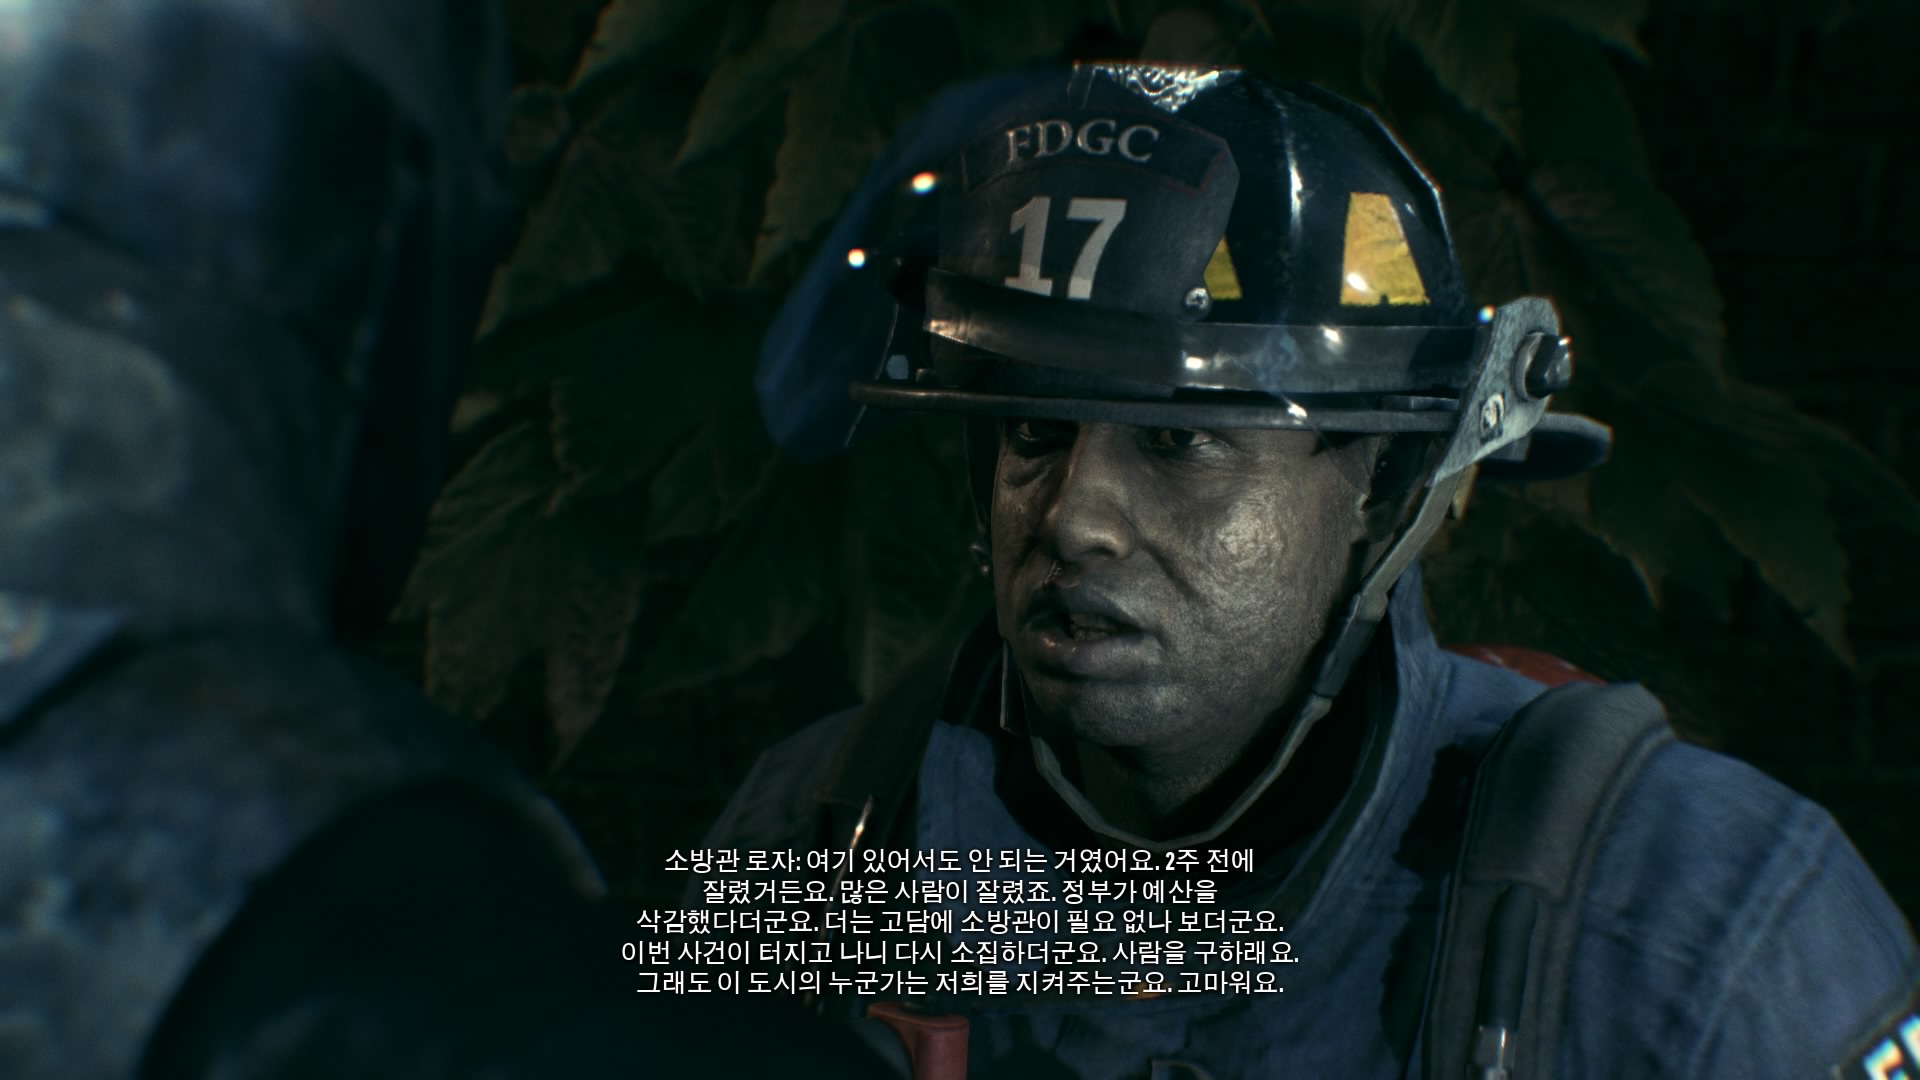 FDGC
17
소방관 로자: 여기 있어서도 안 되는 거였어요. 2주 전에
잘렸거든요. 많은 사람이 잘렸죠. 정부가 예산을
삭감했다더군요. 더는 고담에 소방관이 필요 없나 보더군요.
이번 사건이 터지고 나니 다시 소집하더군요. 사람을 구하래요.
그래도 이 도시의 누군가는 저희를 지켜주는군요. 고마워요.